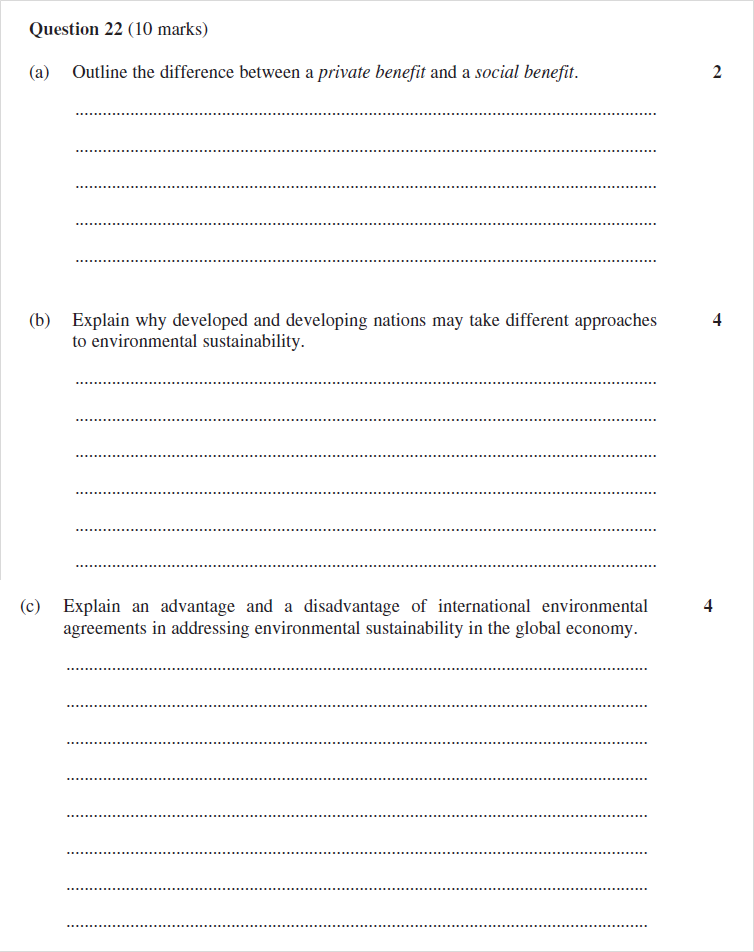 Question 22 (10 marks)
(a) Outline the difference between a private benefit and a social benefit. 2
(b) Explain why developed and developing nations may take different approaches 4
to environmental sustainability.
(c) Explain an advantage and a disadvantage of international environmental 4
agreements in addressing environmental sustainability in the global economy.